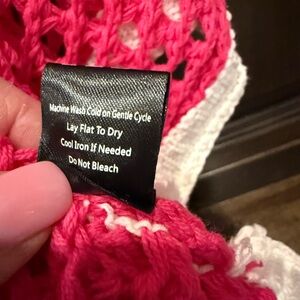 Machine Wash Cold on Gentle Cycle
Lay Flat To Dry
Cool Iron If Needed
Do Not Bleach